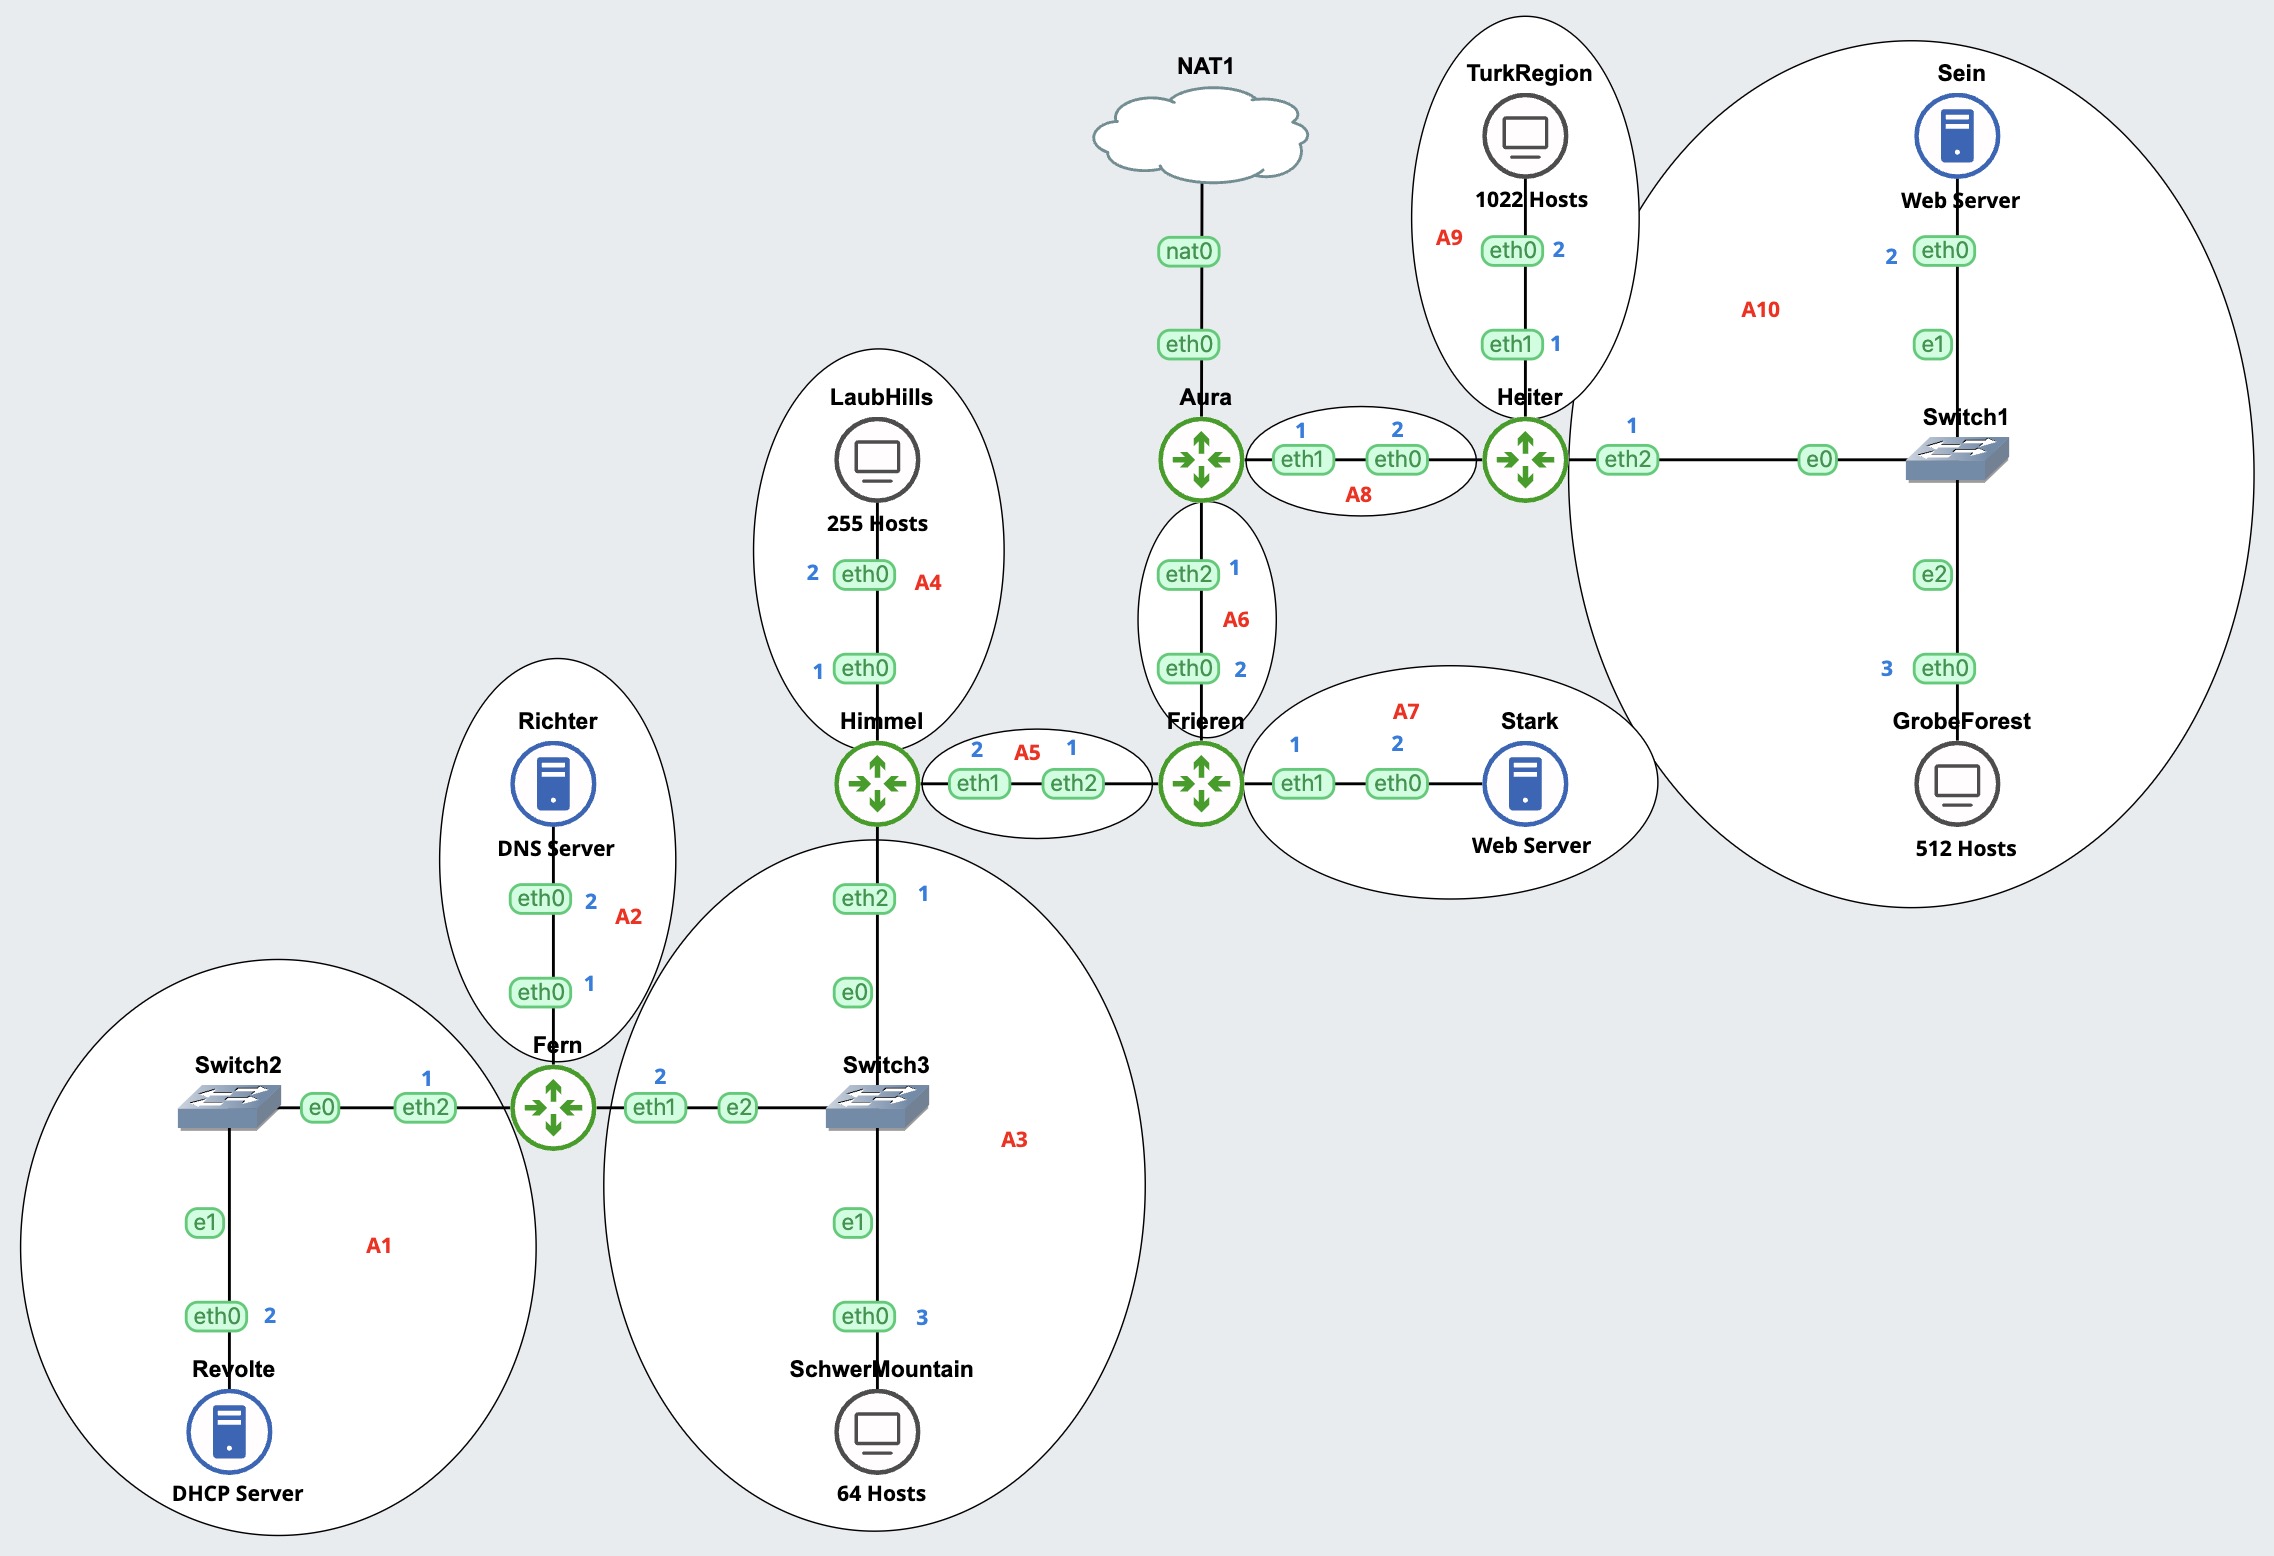 NAT1
TurkRegion
Sein
1022 Hosts
Web Server
A9
eth0
2
2
eth0
nat0
A10
eth0
eth1
1
e1
LaubHills
Aura
Heiter
Switch1
1
2
1
eth1
eth0
eth2
e0
A8
255 Hosts
2
eth0
A4
eth2
1
e2
A6
1
eth0
eth0
2
3
eth0
Richter
Himmel
Frieren
A7
Stark
GrobeForest
2
A5
1
1
2
eth1
eth2
eth1
eth0
DNS Server
Web Server
512 Hosts
eth0
2
A2
eth2
1
eth0
1
e0
Fern
Switch2
Switch3
1
2
e0
eth2
eth1
e2
A3
e1
A1
e1
eth0
2
eth0
3
Revolte
SchwerMountain
DHCP Server
64 Hosts